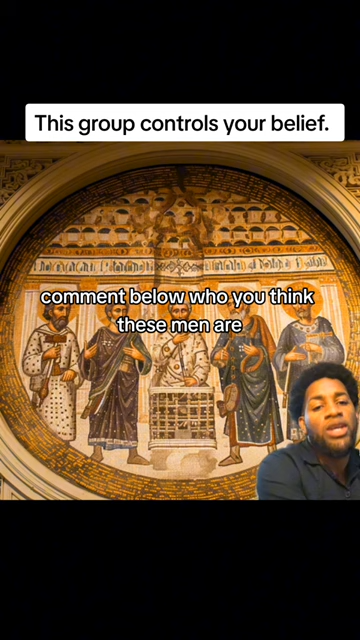 This group controls your belief.
comment below who you think
these men are